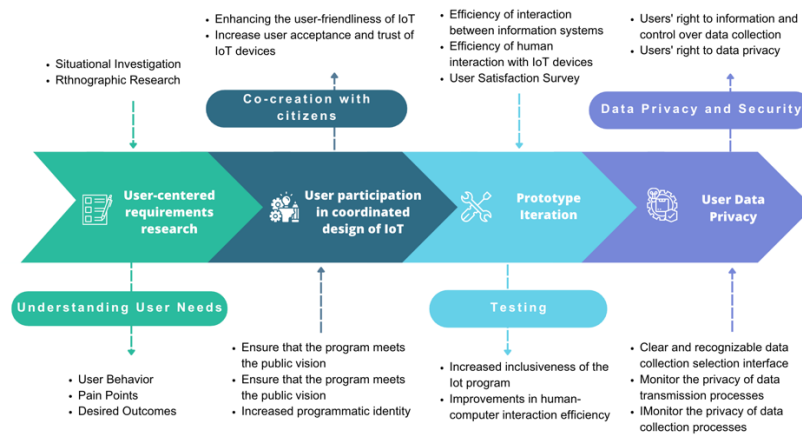 • Situational Investigation
• Rthnographic Research
• Enhancing the user-friendliness of IoT
• Increase user acceptance and trust of
IoT devices
• Efficiency of interaction
between information systems
• Efficiency of human
interaction with IoT devices
• User Satisfaction Survey
• Users' right to information and
control over data collection
• Users' right to data privacy
Co-creation with
citizens
Data Privacy and Security
User-centered
requirements
research
User participation
in coordinated
design of IoT
Prototype
Iteration
User Data
Privacy
Understanding User Needs
Testing
• User Behavior
• Pain Points
• Desired Outcomes
• Ensure that the program meets
the public vision
• Ensure that the program meets
the public vision
• Increased programmatic identity
• Increased inclusiveness of the
Iot program
• Improvements in human-
computer interaction efficiency
• Clear and recognizable data
collection selection interface
• Monitor the privacy of data
transmission processes
• IMonitor the privacy of data
collection processes